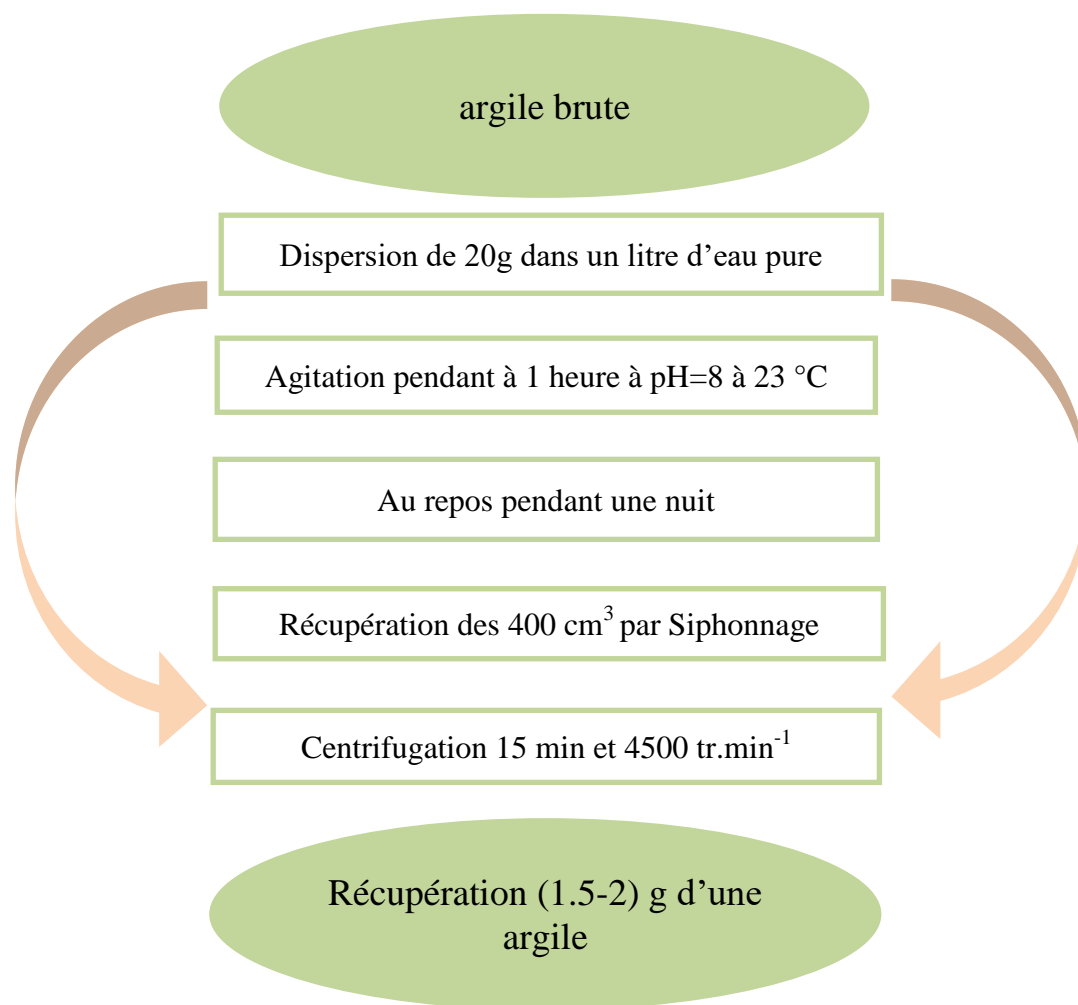 argile brute
Dispersion de 20g dans un litre d’eau pure
Agitation pendant à 1 heure à pH=8 à 23 °C
Au repos pendant une nuit
Récupération des 400 cm³ par Siphonnage
Centrifugation 15 min et 4500 tr.min⁻¹
Récupération (1.5-2) g d’une
argile